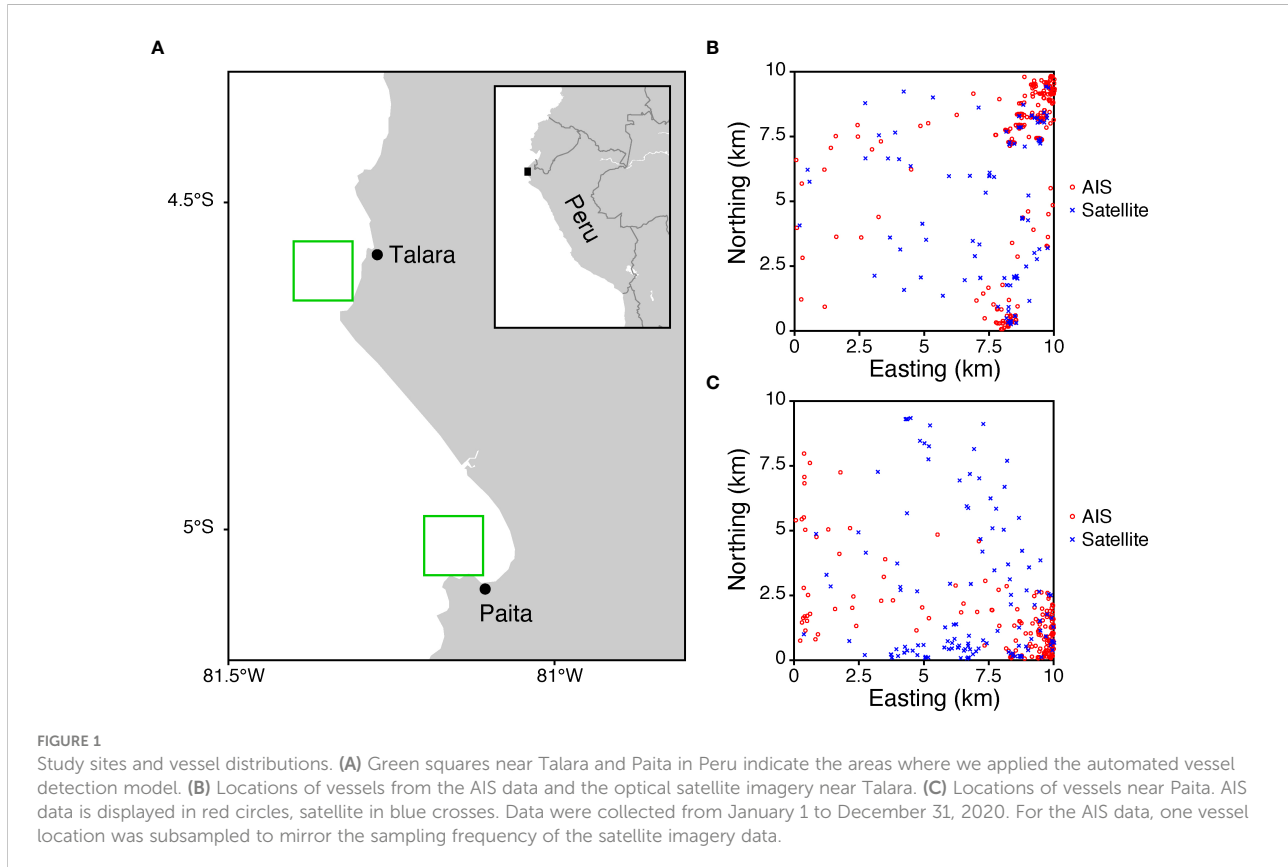 A
4.5°S
5°S
81.5°W
81°W
Talara
Paita
Peru
B
10
7.5
5
2.5
0
Northing (km)
0 2.5 5 7.5 10
Easting (km)
AIS
Satellite
C
10
7.5
5
2.5
0
Northing (km)
0 2.5 5 7.5 10
Easting (km)
AIS
Satellite
FIGURE 1
Study sites and vessel distributions. (A) Green squares near Talara and Paita in Peru indicate the areas where we applied the automated vessel
detection model. (B) Locations of vessels from the AIS data and the optical satellite imagery near Talara. (C) Locations of vessels near Paita. AIS
data is displayed in red circles, satellite in blue crosses. Data were collected from January 1 to December 31, 2020. For the AIS data, one vessel
location was subsampled to mirror the sampling frequency of the satellite imagery data.